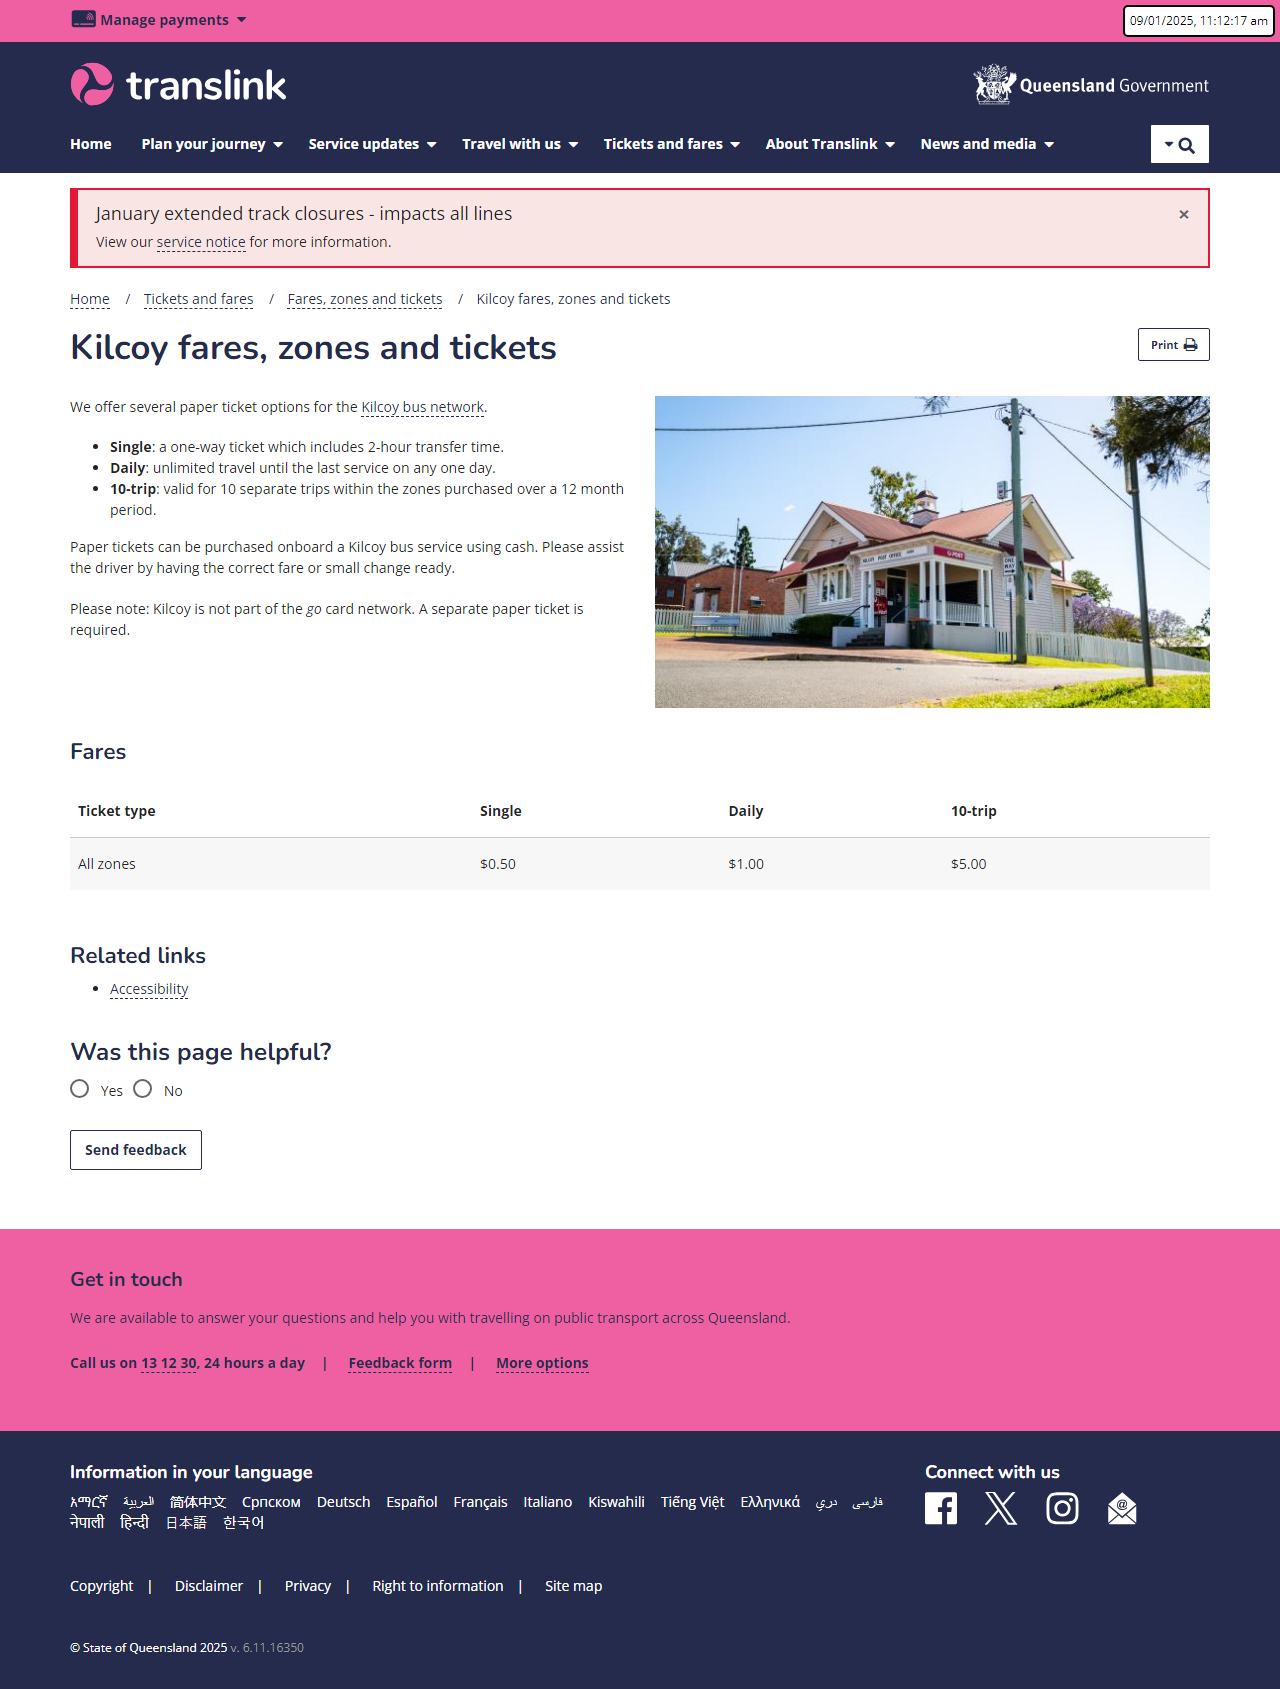 Manage payments
09/01/2025, 11:12:17 am
translink
Queensland Government
Home Plan your journey Service updates Travel with us Tickets and fares About Translink News and media
January extended track closures - impacts all lines
×
View our service notice for more information.
Home / Tickets and fares / Fares, zones and tickets / Kilcoy fares, zones and tickets
Kilcoy fares, zones and tickets
Print
We offer several paper ticket options for the Kilcoy bus network.
• Single: a one-way ticket which includes 2-hour transfer time.
• Daily: unlimited travel until the last service on any one day.
• 10-trip: valid for 10 separate trips within the zones purchased over a 12 month
period.
Paper tickets can be purchased onboard a Kilcoy bus service using cash. Please assist
the driver by having the correct fare or small change ready.
Please note: Kilcoy is not part of the go card network. A separate paper ticket is
required.
KILCOY POST OFFICE
POST
ONE WAY
Fares
Ticket type Single Daily 10-trip
All zones $0.50 $1.00 $5.00
Related links
• Accessibility
Was this page helpful?
Yes No
Send feedback
Get in touch
We are available to answer your questions and help you with travelling on public transport across Queensland.
Call us on 13 12 30, 24 hours a day | Feedback form | More options
Information in your language
አማርኛ العربية 简体中文 Српском Deutsch Español Français Italiano Kiswahili Tiếng Việt Ελληνικά دري فارسی
नेपाली हिन्दी 日本語 한국어
Connect with us
Copyright | Disclaimer | Privacy | Right to information | Site map
© State of Queensland 2025 v. 6.11.16350